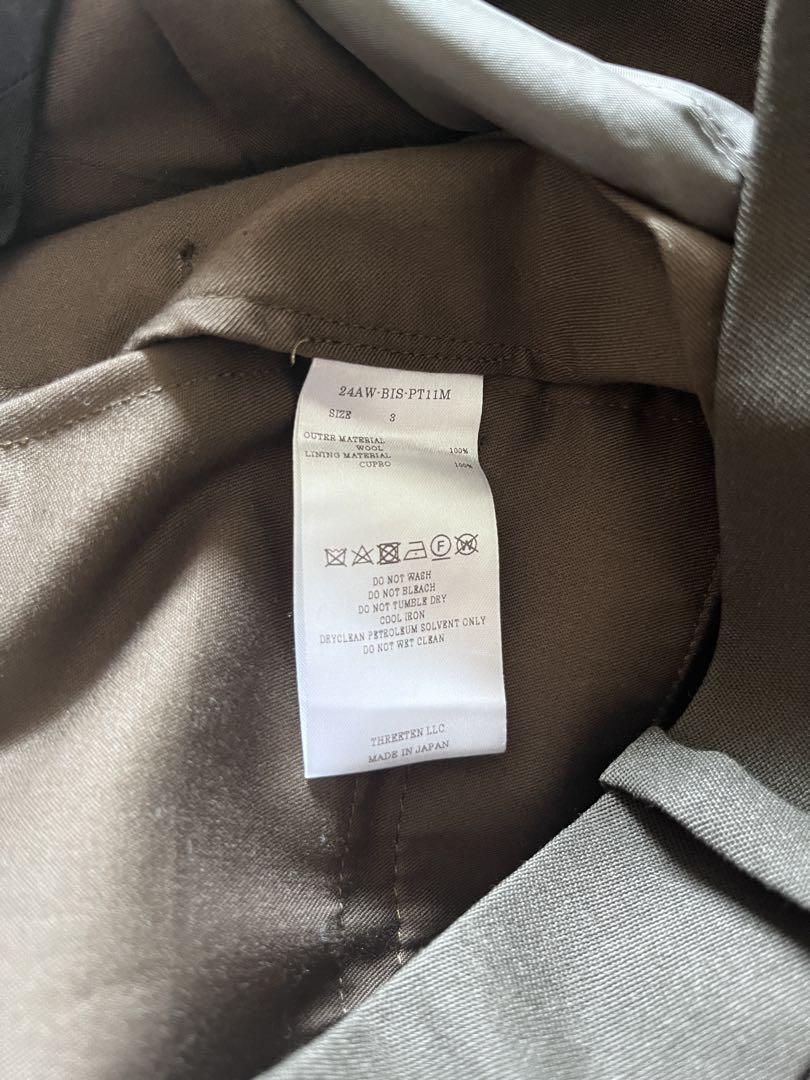 24AW-BIS-PT11M
SIZE 3
OUTER MATERIAL
WOOL 100%
LINING MATERIAL
CUPRO 100%
F W
DO NOT WASH
DO NOT BLEACH
DO NOT TUMBLE DRY
COOL IRON
DRYCLEAN PETROLEUM SOLVENT ONLY
DO NOT WET CLEAN
THREETEN LLC.
MADE IN JAPAN